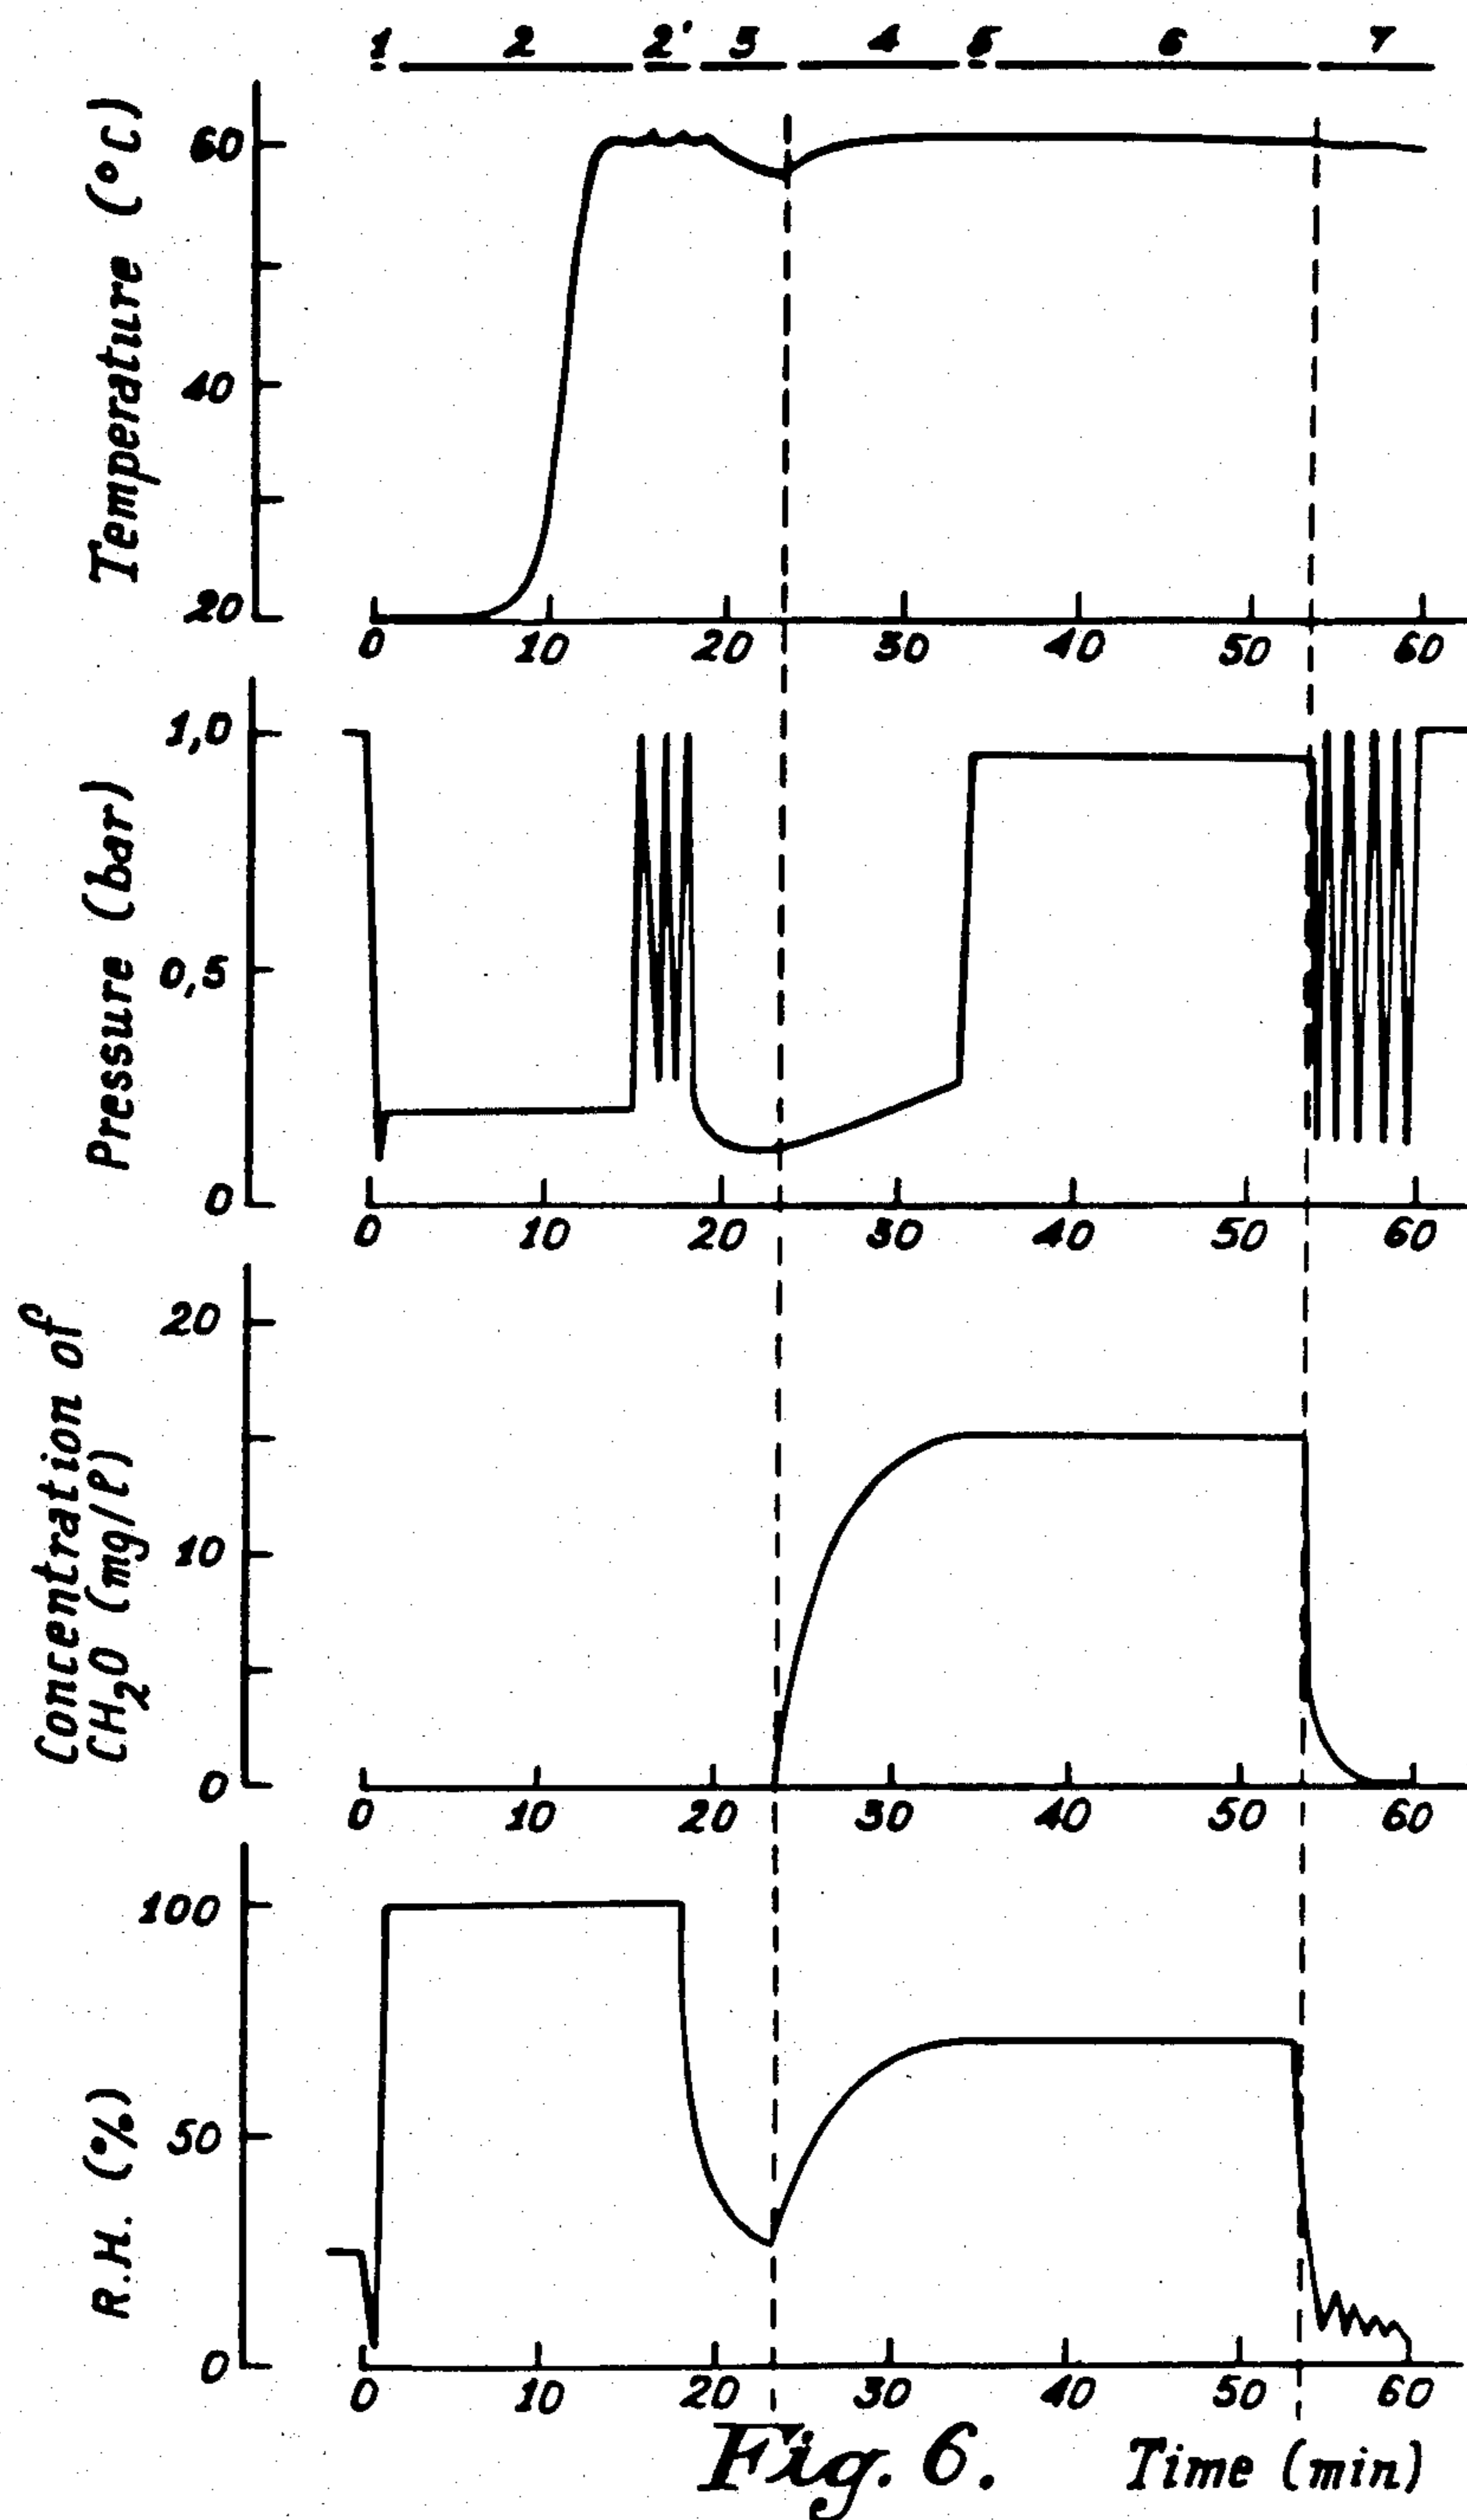 1 2 2' 3 4 5 6 7
Temperature (°C)
60
40
20
0 10 20 30 40 50 60
Pressure (bar)
1,0
0,5
0
0 10 20 30 40 50 60
Concentration of
CH₂O (mg/l)
20
10
0
0 10 20 30 40 50 60
R.H. (%)
100
50
0
0 10 20 30 40 50 60
Fig. 6. Time (min)